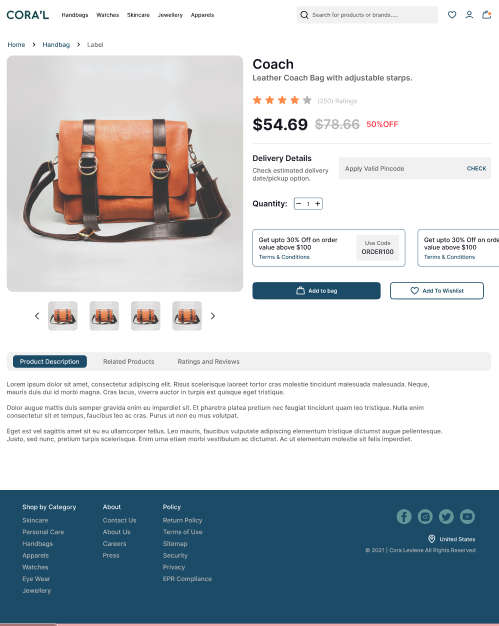 CORA'L Handbags Watches Skincare Jewellery Apparels Search for products or brands.....
Home > Handbag > Label
Coach
Leather Coach Bag with adjustable starps.
(250) Ratings
$54.69 $78.66 50%OFF
Delivery Details
Check estimated delivery
date/pickup option.
Apply Valid Pincode CHECK
Quantity: − 1 +
Get upto 30% Off on order
value above $100
Terms & Conditions
Use Code
ORDER100
Get upto 30% Off on orde
value above $100
Terms & Conditions
Add to bag Add To Wishlist
Product Description Related Products Ratings and Reviews
Lorem ipsum dolor sit amet, consectetur adipiscing elit. Risus scelerisque laoreet tortor cras molestie tincidunt malesuada malesuada. Neque,
mauris duis dui id morbi magna. Cras lacus, viverra auctor in turpis est quisque eget tristique.
Dolor augue mattis duis semper gravida enim eu imperdiet sit. Et pharetra platea pretium nec feugiat tincidunt quam leo tristique. Nulla enim
consectetur sit et tempus, faucibus leo ac cras. Purus ut non eu mus volutpat.
Eget est vel sagittis amet sit eu eu ullamcorper tellus. Leo mauris, faucibus vulputate adipiscing elementum tristique dictumst augue pellentesque.
Justo, sed nunc, pretium turpis scelerisque. Enim urna etiam morbi vestibulum ac dictumst. Ac ut elementum molestie sit felis imperdiet.
Shop by Category
Skincare
Personal Care
Handbags
Apparels
Watches
Eye Wear
Jewellery
About
Contact Us
About Us
Careers
Press
Policy
Return Policy
Terms of Use
Sitemap
Security
Privacy
EPR Compliance
United States
© 2021 | Cora Leviene All Rights Reserved